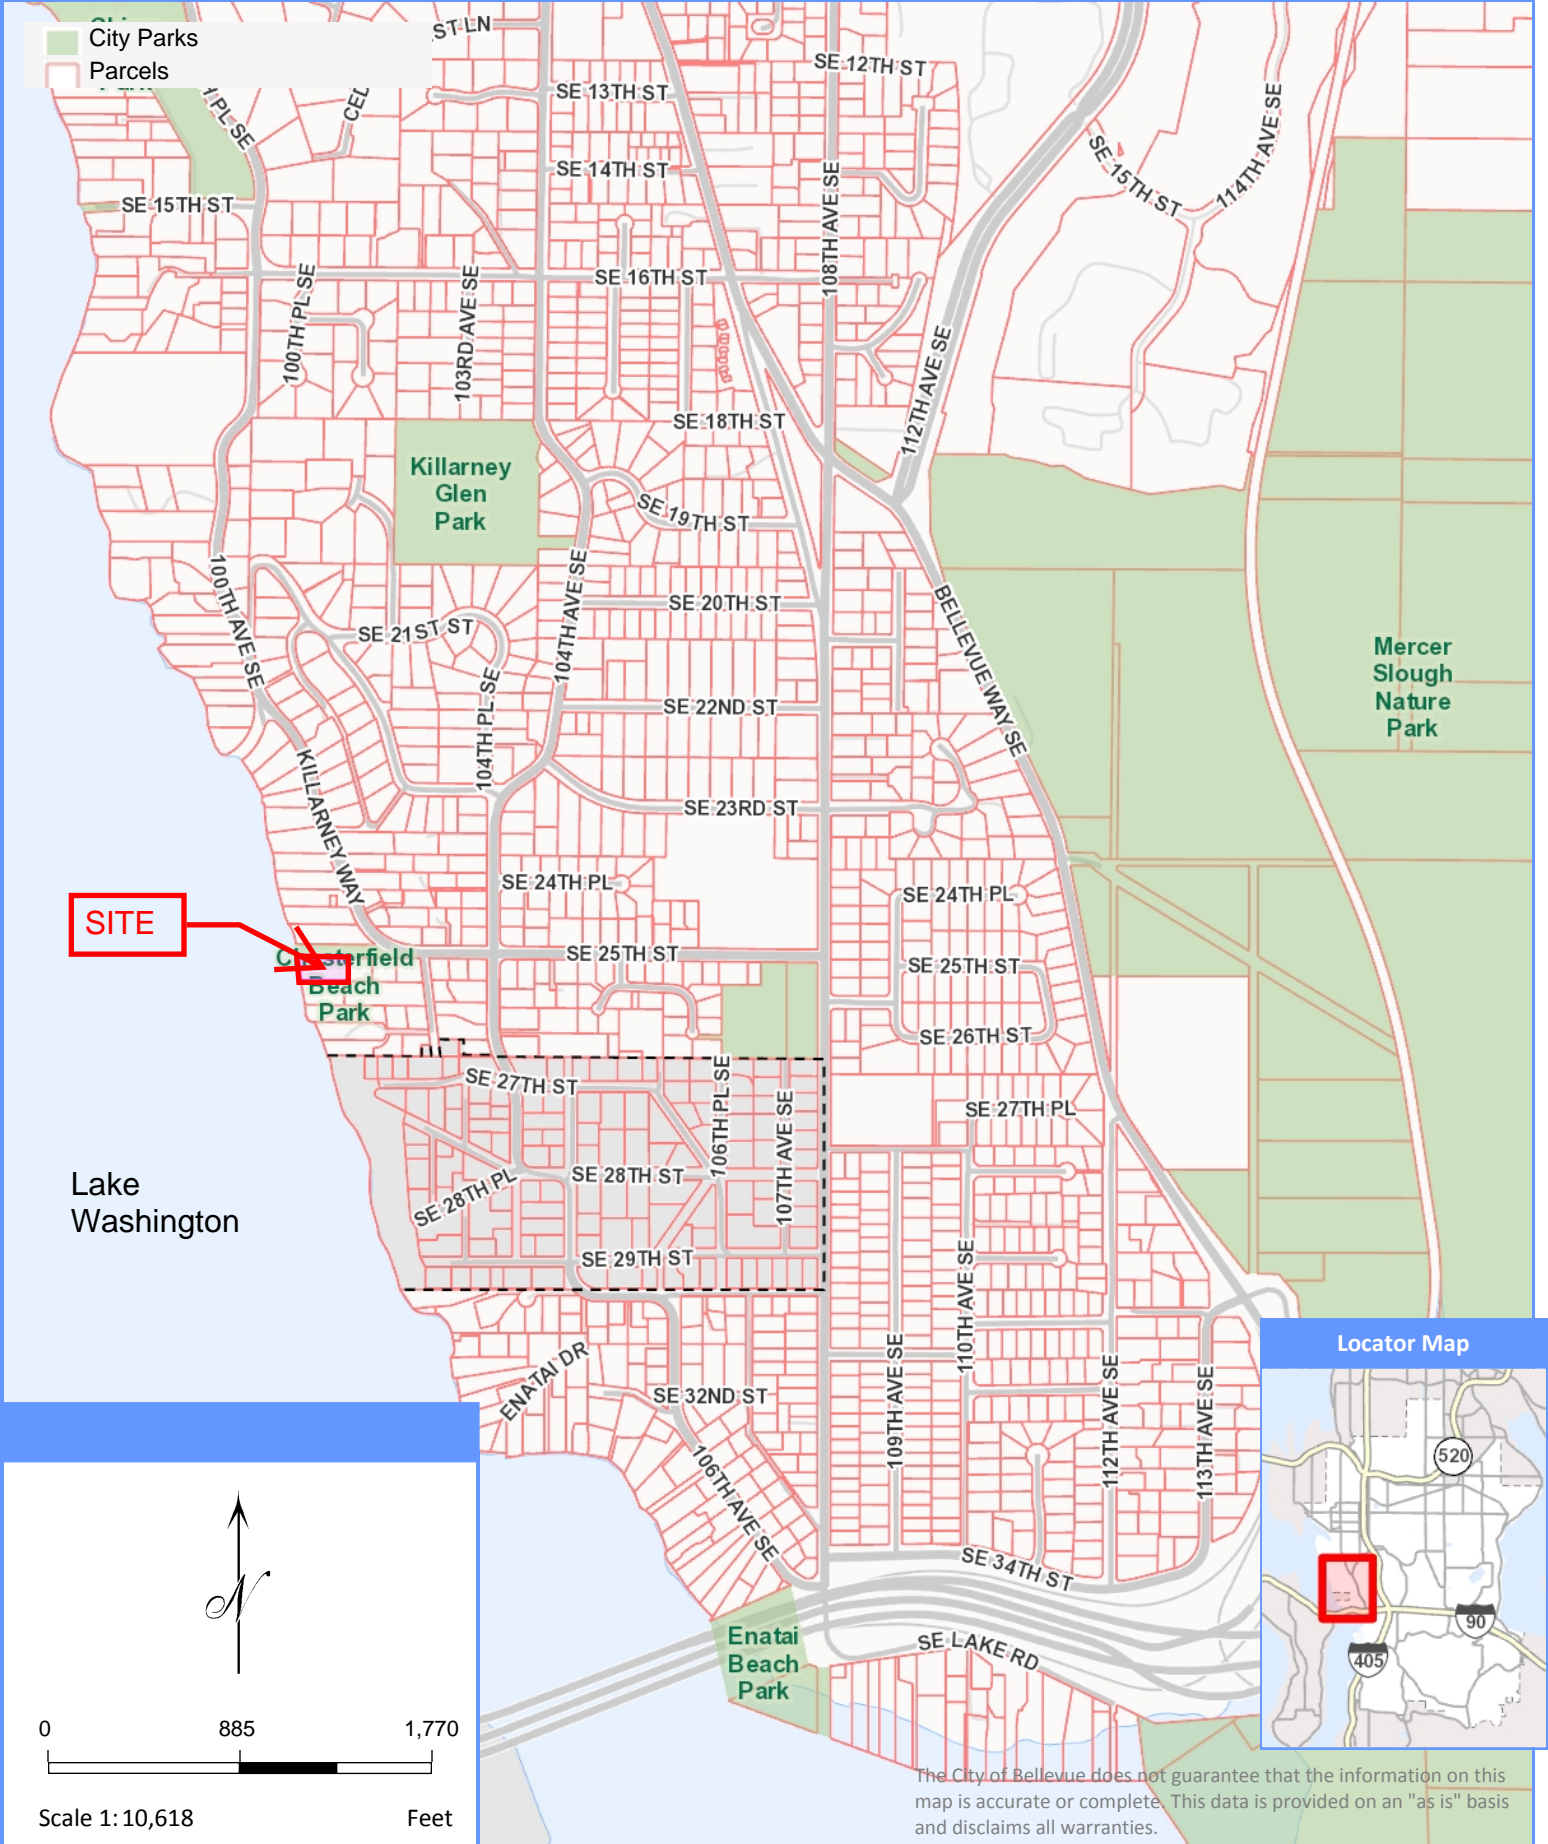 City Parks
Parcels
Park
ST LN
CED
PL SE
SE 12TH ST
SE 13TH ST
SE 14TH ST
SE 15TH ST
SE 15TH ST
114TH AVE SE
108TH AVE SE
SE 16TH ST
100TH PL SE
103RD AVE SE
112TH AVE SE
SE 18TH ST
Killarney
Glen
Park
SE 19TH ST
100TH AVE SE
104TH AVE SE
SE 20TH ST
BELLEVUE WAY SE
SE 21ST ST
104TH PL SE
SE 22ND ST
Mercer
Slough
Nature
Park
KILLARNEY WAY
SE 23RD ST
SE 24TH PL
SE 24TH PL
SITE
Chesterfield
Beach
Park
SE 25TH ST
SE 25TH ST
SE 26TH ST
SE 27TH ST
106TH PL SE
107TH AVE SE
SE 27TH PL
Lake
Washington
SE 28TH PL
SE 28TH ST
SE 29TH ST
110TH AVE SE
ENATAI DR
SE 32ND ST
109TH AVE SE
112TH AVE SE
113TH AVE SE
106TH AVE SE
SE 34TH ST
Enatai
Beach
Park
SE LAKE RD
Locator Map
520
90
405
N
0 885 1,770
Scale 1: 10,618 Feet
The City of Bellevue does not guarantee that the information on this
map is accurate or complete. This data is provided on an "as is" basis
and disclaims all warranties.